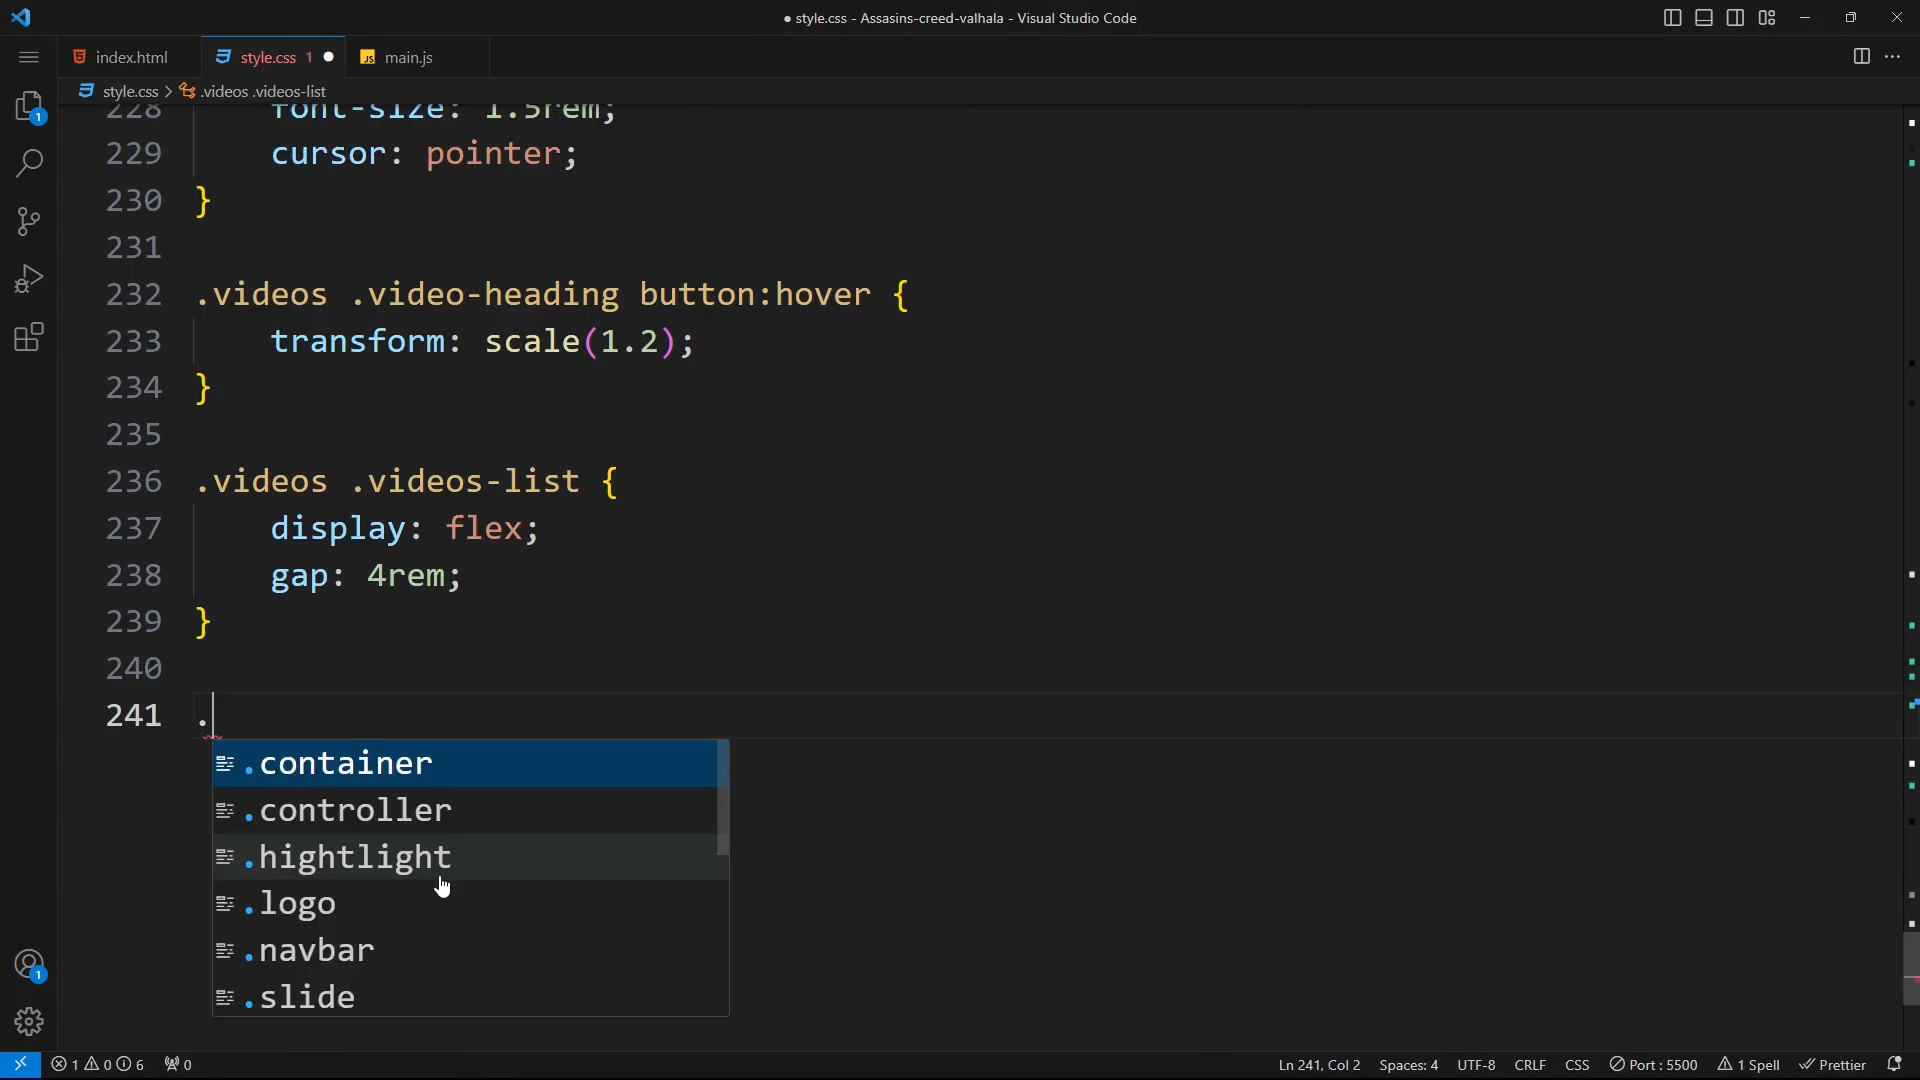 ● style.css - Assasins-creed-valhala - Visual Studio Code
index.html
style.css 1 ●
JS main.js
style.css > .videos .videos-list
228 font-size: 1.5rem;
229 cursor: pointer;
230 }
231
232 .videos .video-heading button:hover {
233 transform: scale(1.2);
234 }
235
236 .videos .videos-list {
237 display: flex;
238 gap: 4rem;
239 }
240
241 .
.container
.controller
.hightlight
.logo
.navbar
.slide
1
1
1 0 6 0
Ln 241, Col 2 Spaces: 4 UTF-8 CRLF CSS Port : 5500 1 Spell Prettier